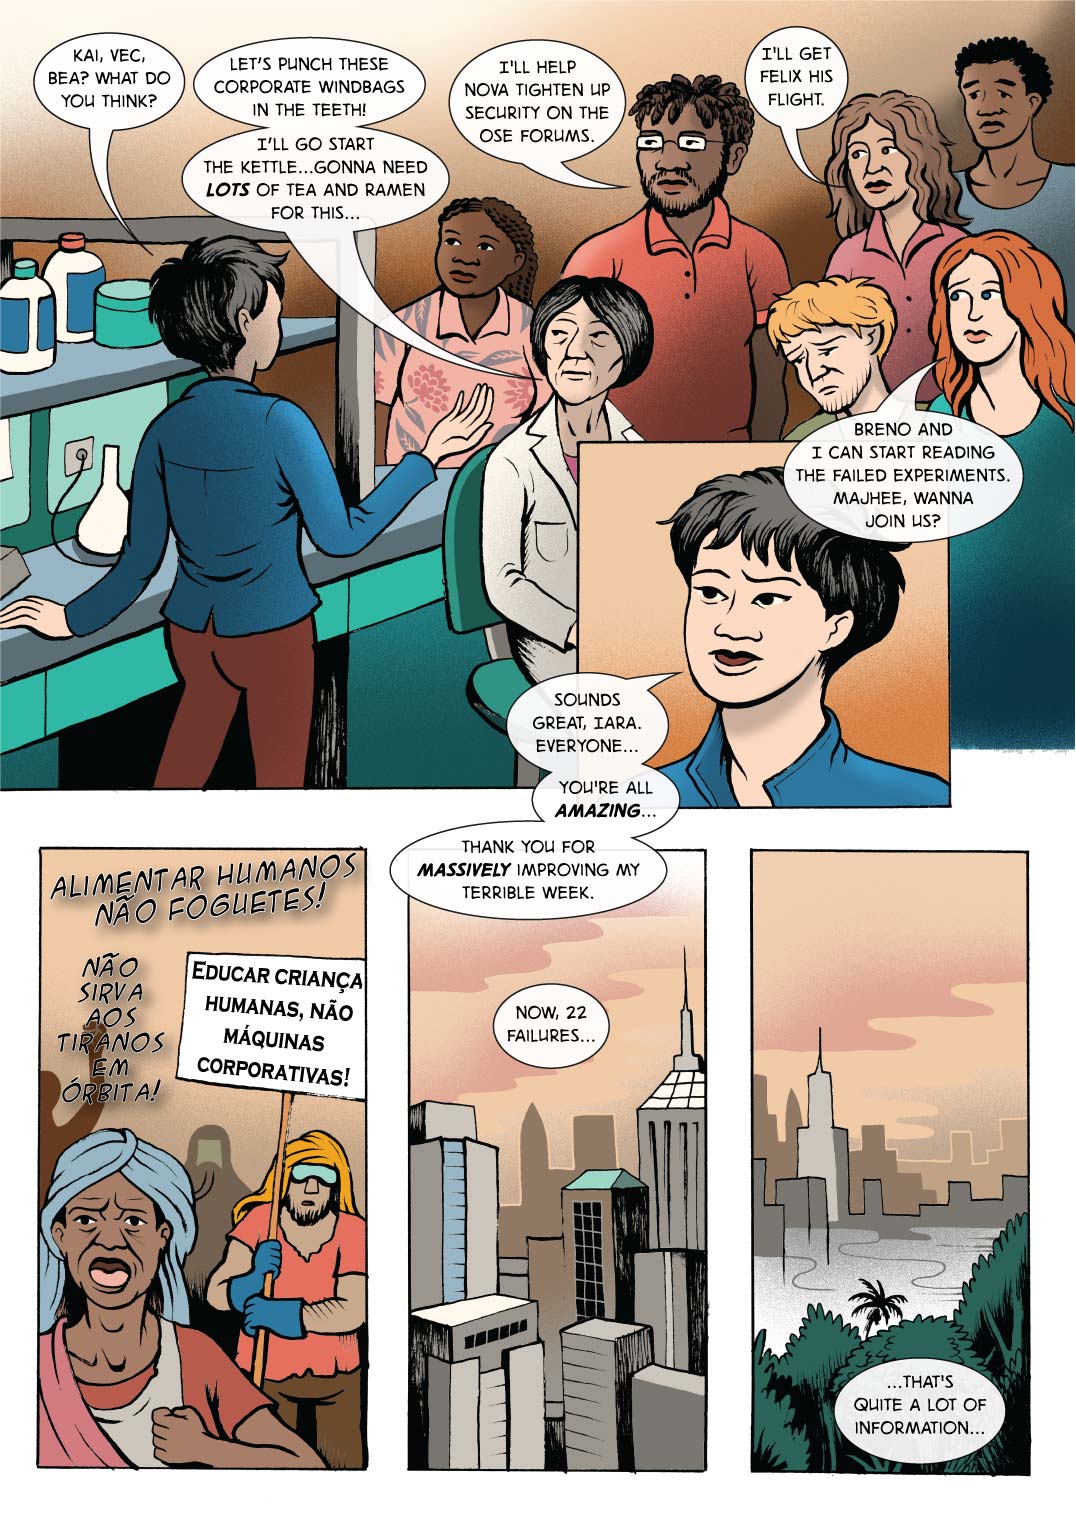 KAI, VEC,
BEA? WHAT DO
YOU THINK?
LET'S PUNCH THESE
CORPORATE WINDBAGS
IN THE TEETH!
I'LL GO START
THE KETTLE...GONNA NEED
LOTS OF TEA AND RAMEN
FOR THIS...
I'LL HELP
NOVA TIGHTEN UP
SECURITY ON THE
OSE FORUMS.
I'LL GET
FELIX HIS
FLIGHT.
BRENO AND
I CAN START READING
THE FAILED EXPERIMENTS.
MAJHEE, WANNA
JOIN US?
SOUNDS
GREAT, IARA.
EVERYONE...
YOU'RE ALL
AMAZING...
THANK YOU FOR
MASSIVELY IMPROVING MY
TERRIBLE WEEK.
ALIMENTAR HUMANOS
NÃO FOGUETES!
NÃO
SIRVA
AOS
TIRANOS
EM
ÓRBITA!
EDUCAR CRIANÇA
HUMANAS, NÃO
MÁQUINAS
CORPORATIVAS!
NOW, 22
FAILURES...
...THAT'S
QUITE A LOT OF
INFORMATION...